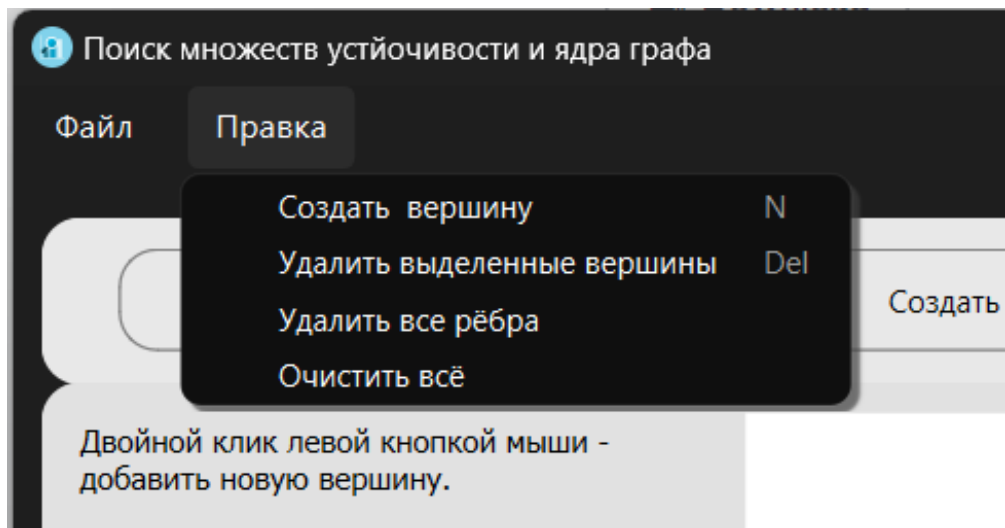 Поиск множеств устйочивости и ядра графа
Файл Правка
Создать  вершину N
Удалить выделенные вершины Del
Удалить все рёбра
Очистить всё
Создать
Двойной клик левой кнопкой мыши -
добавить новую вершину.